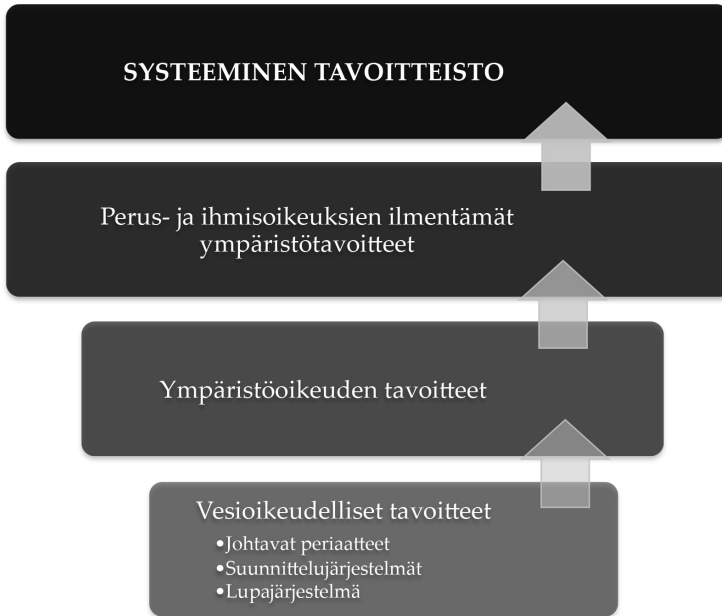 SYSTEEMINEN TAVOITTEISTO
Perus- ja ihmisoikeuksien ilmentämät
ympäristötavoitteet
Ympäristöoikeuden tavoitteet
Vesioikeudelliset tavoitteet
•Johtavat periaatteet
•Suunnittelujärjestelmät
•Lupajärjestelmä